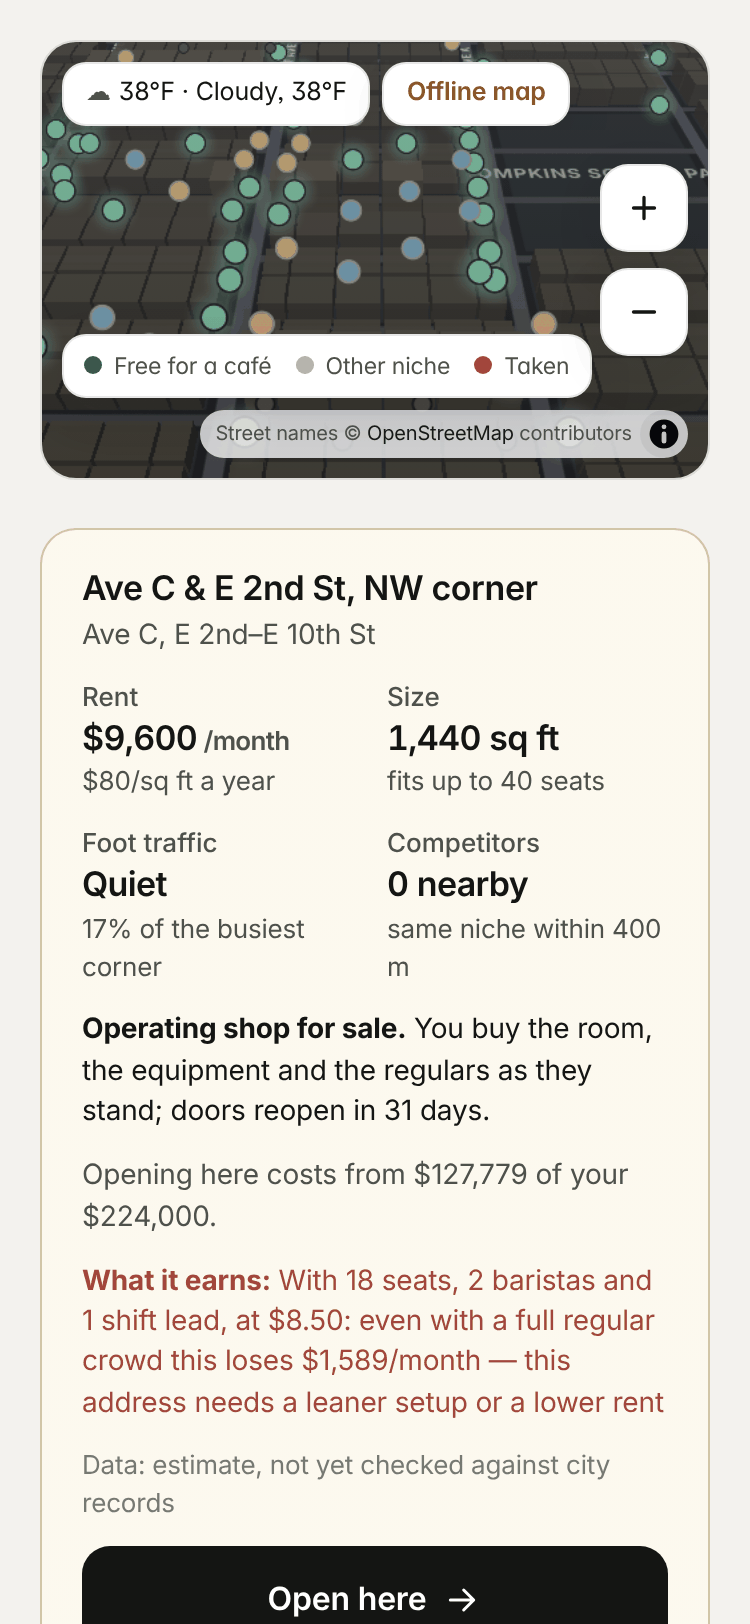 ☁ 38°F · Cloudy, 38°F
Offline map
OMPKINS SQ
PA
+
−
Free for a café
Other niche
Taken
Street names © OpenStreetMap contributors
Ave C & E 2nd St, NW corner
Ave C, E 2nd–E 10th St
Rent
$9,600 /month
$80/sq ft a year
Size
1,440 sq ft
fits up to 40 seats
Foot traffic
Quiet
17% of the busiest
corner
Competitors
0 nearby
same niche within 400
m
Operating shop for sale. You buy the room,
the equipment and the regulars as they
stand; doors reopen in 31 days.
Opening here costs from $127,779 of your
$224,000.
What it earns: With 18 seats, 2 baristas and
1 shift lead, at $8.50: even with a full regular
crowd this loses $1,589/month — this
address needs a leaner setup or a lower rent
Data: estimate, not yet checked against city
records
Open here →